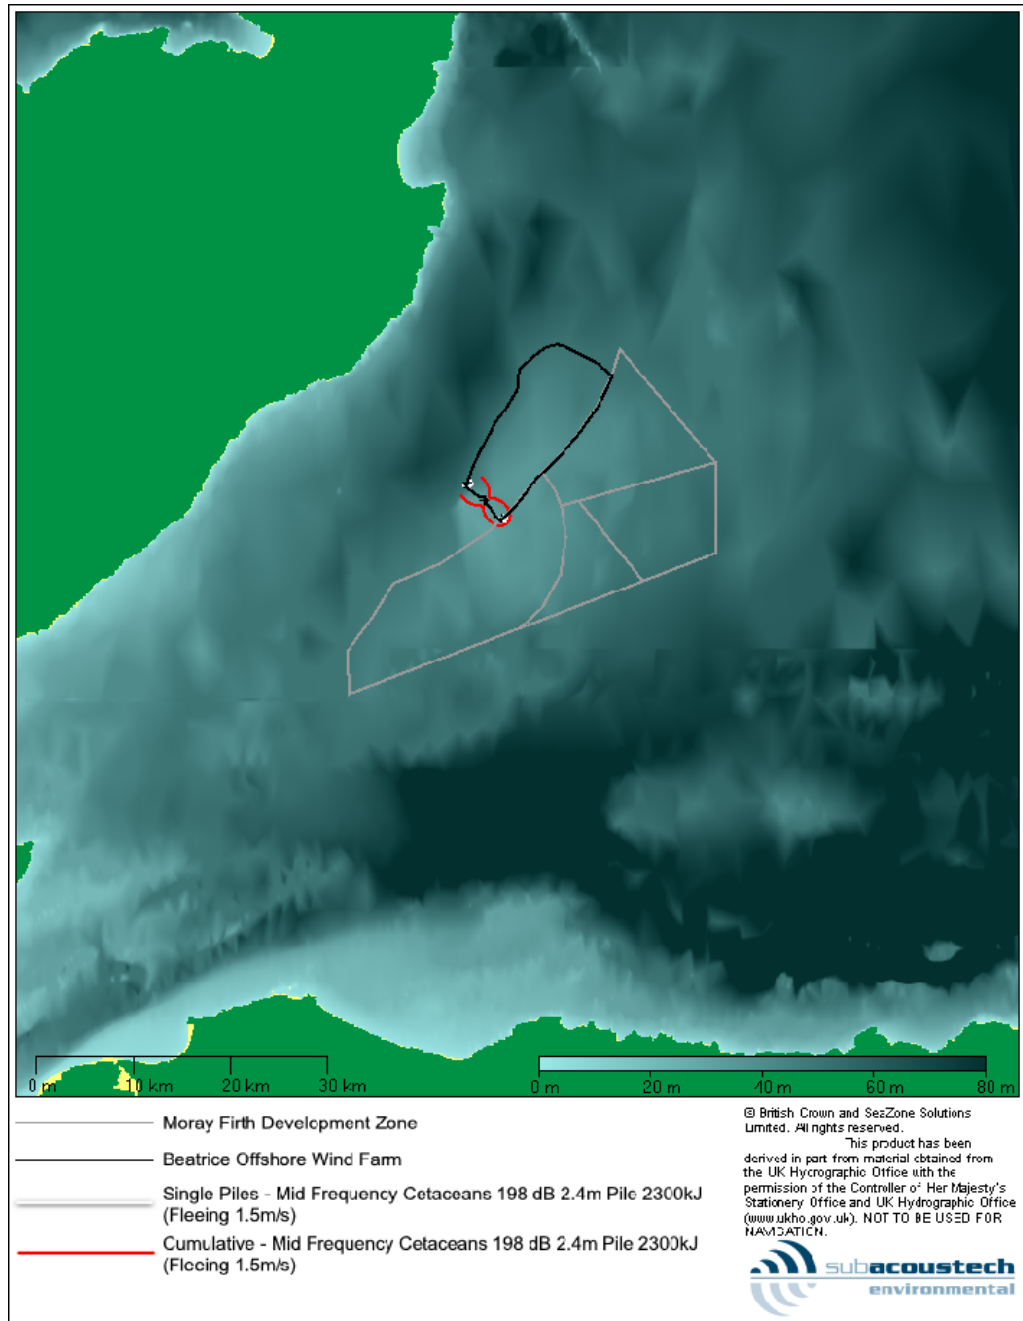 0 m 10 km 20 km 30 km
0 m 20 m 40 m 60 m 80 m
Moray Firth Development Zone
Beatrice Offshore Wind Farm
Single Piles - Mid Frequency Cetaceans 198 dB 2.4m Pile 2300kJ
(Fleeing 1.5m/s)
Cumulative - Mid Frequency Cetaceans 198 dB 2.4m Pile 2300kJ
(Fleeing 1.5m/s)
© British Crown and SeaZone Solutions
Limited. All rights reserved.
This product has been
derived in part from material obtained from
the UK Hydrographic Office with the
permission of the Controller of Her Majesty's
Stationery Office and UK Hydrographic Office
(www.ukho.gov.uk). NOT TO BE USED FOR
NAVIGATION.
subacoustech
environmental